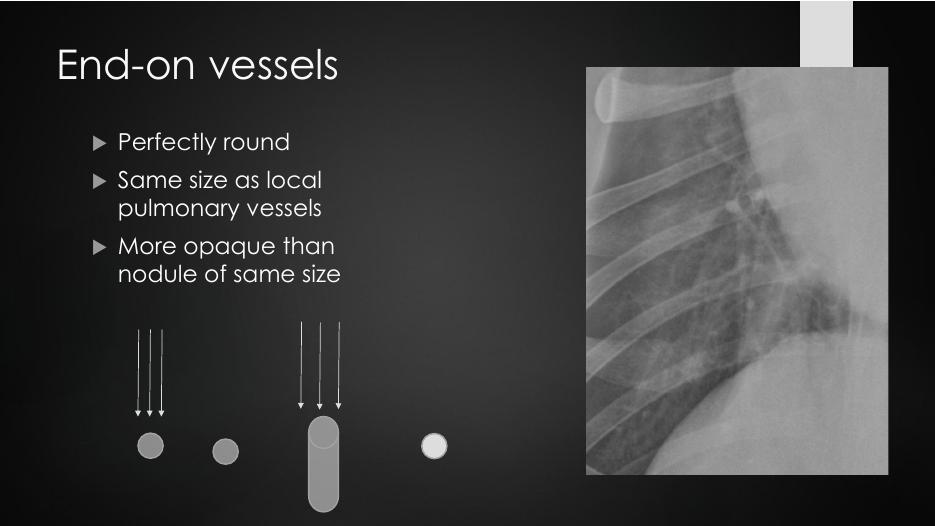 End-on vessels
Perfectly round
Same size as local
pulmonary vessels
More opaque than
nodule of same size